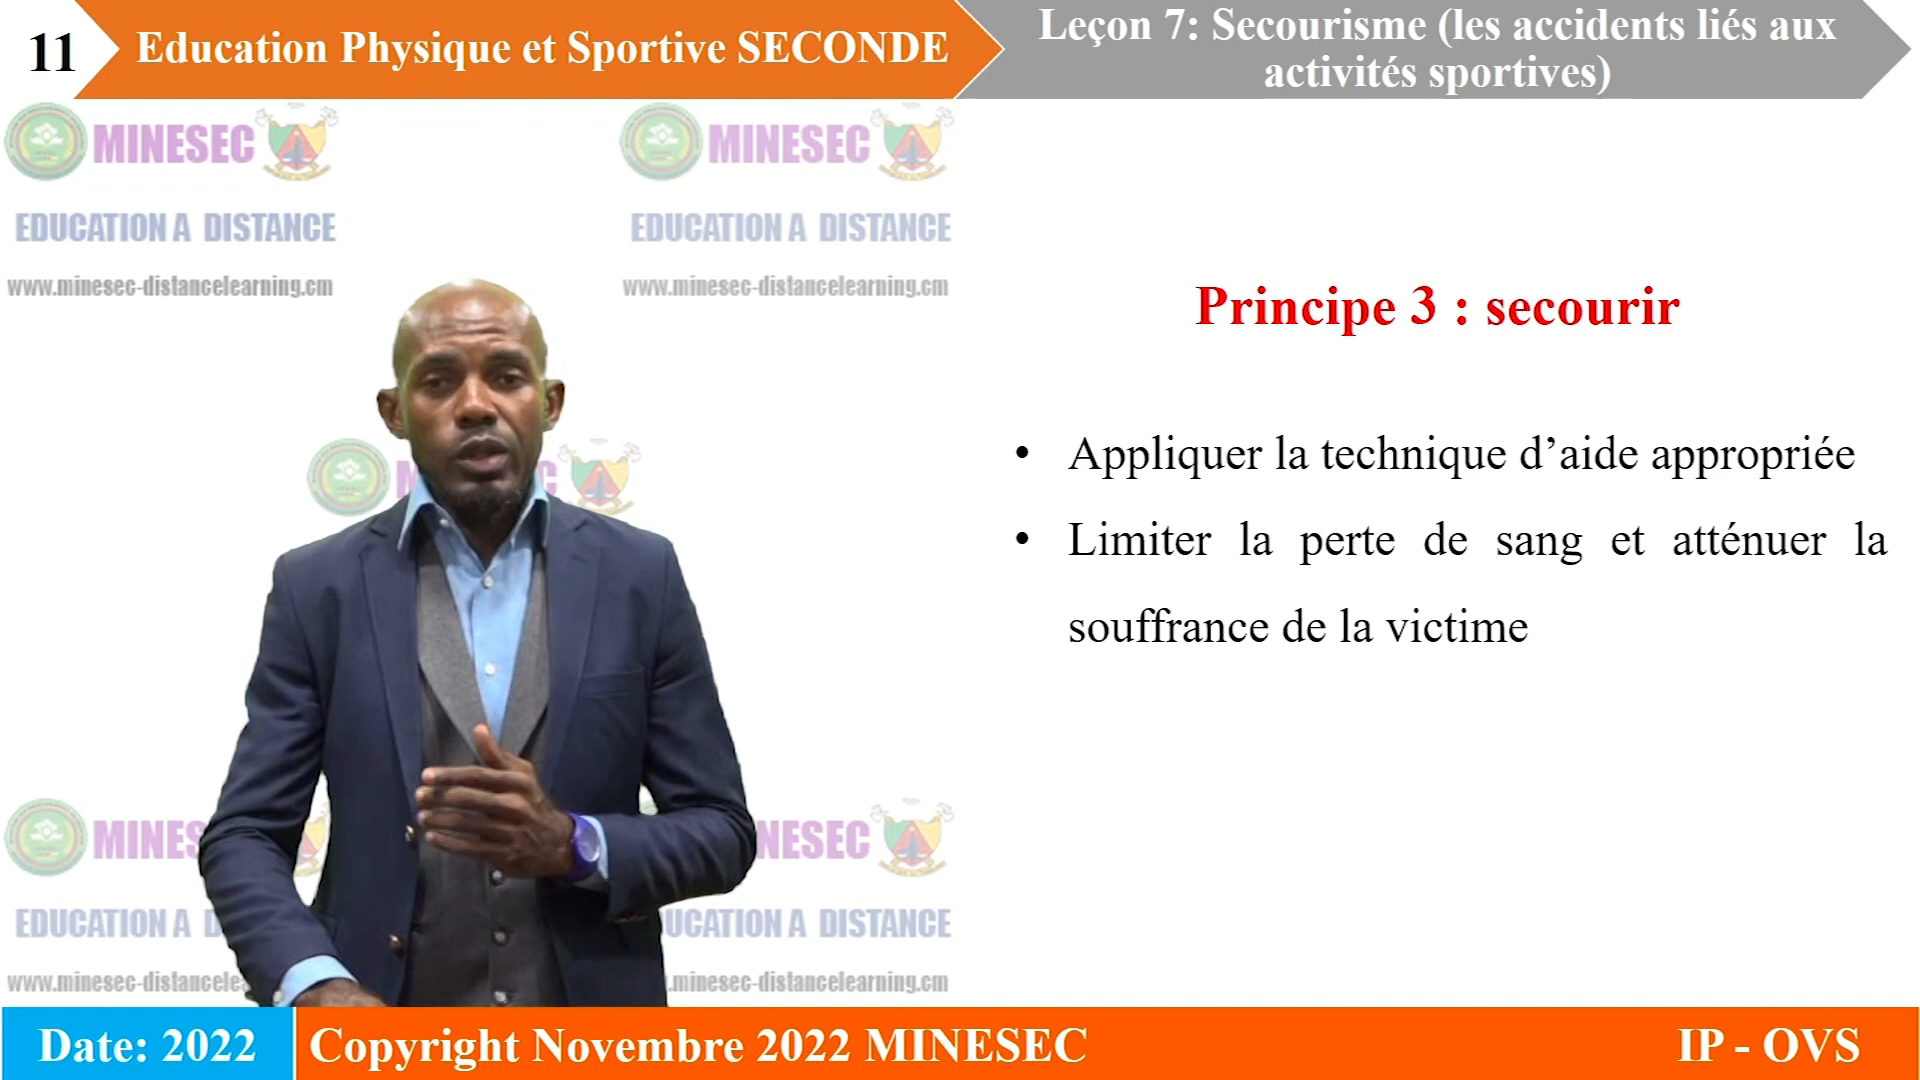 11
Education Physique et Sportive SECONDE
Leçon 7: Secourisme (les accidents liés aux
activités sportives)
MINESEC
EDUCATION A DISTANCE
www.minesec-distancelearning.cm
MINESEC
EDUCATION A DISTANCE
www.minesec-distancelearning.cm
Principe 3 : secourir
• Appliquer la technique d’aide appropriée
• Limiter la perte de sang et atténuer la
souffrance de la victime
M C
MINES
EDUCATION A D
www.minesec-distancele
NESEC
UCATION A DISTANCE
.minesec-distancelearning.cm
Date: 2022
Copyright Novembre 2022 MINESEC
IP - OVS